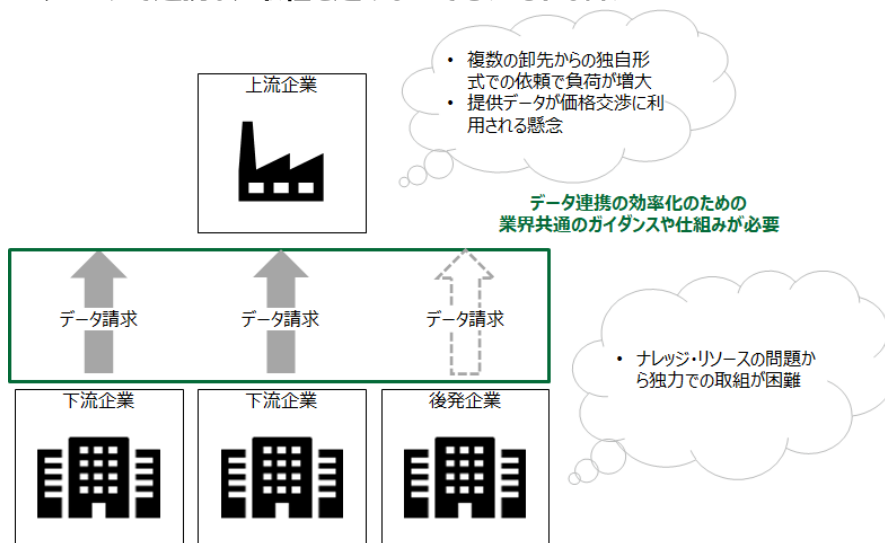 上流企業
• 複数の卸先からの独自形
式での依頼で負荷が増大
• 提供データが価格交渉に利
用される懸念
データ連携の効率化のための
業界共通のガイダンスや仕組みが必要
データ請求
データ請求
データ請求
• ナレッジ・リソースの問題か
ら独力での取組が困難
下流企業
下流企業
後発企業